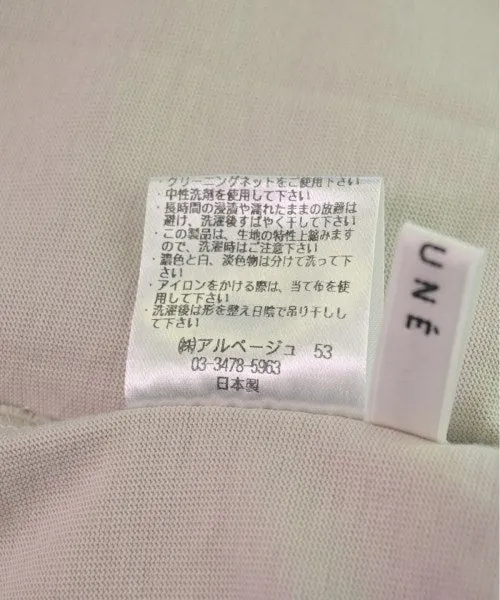 クリーニングネットをご使用下さい
・中性洗剤を使用して下さい
・長時間の浸漬や濡れたままの放置は
避け、洗濯後すばやく干して下さい
・この製品は、生地の特性上縮みます
ので、洗濯時はご注意下さい
・濃色と白、淡色物は分けて洗って下
さい
・アイロンをかける際は、当て布を使
用して下さい
・洗濯後は形を整え日陰で吊り干しし
て下さい
㈱アルページュ 53
03-3478-5963
日本製
UNÉ